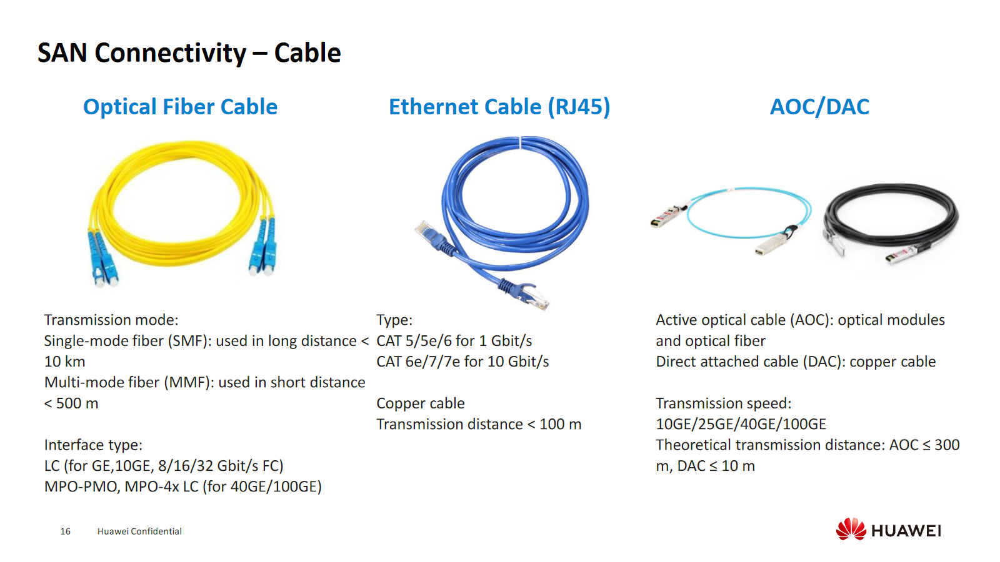 SAN Connectivity – Cable
Optical Fiber Cable
Transmission mode:
Single-mode fiber (SMF): used in long distance <
10 km
Multi-mode fiber (MMF): used in short distance
< 500 m
Interface type:
LC (for GE,10GE, 8/16/32 Gbit/s FC)
MPO-PMO, MPO-4x LC (for 40GE/100GE)
Ethernet Cable (RJ45)
Type:
CAT 5/5e/6 for 1 Gbit/s
CAT 6e/7/7e for 10 Gbit/s
Copper cable
Transmission distance < 100 m
AOC/DAC
Active optical cable (AOC): optical modules
and optical fiber
Direct attached cable (DAC): copper cable
Transmission speed:
10GE/25GE/40GE/100GE
Theoretical transmission distance: AOC ≤ 300
m, DAC ≤ 10 m
16 Huawei Confidential
HUAWEI